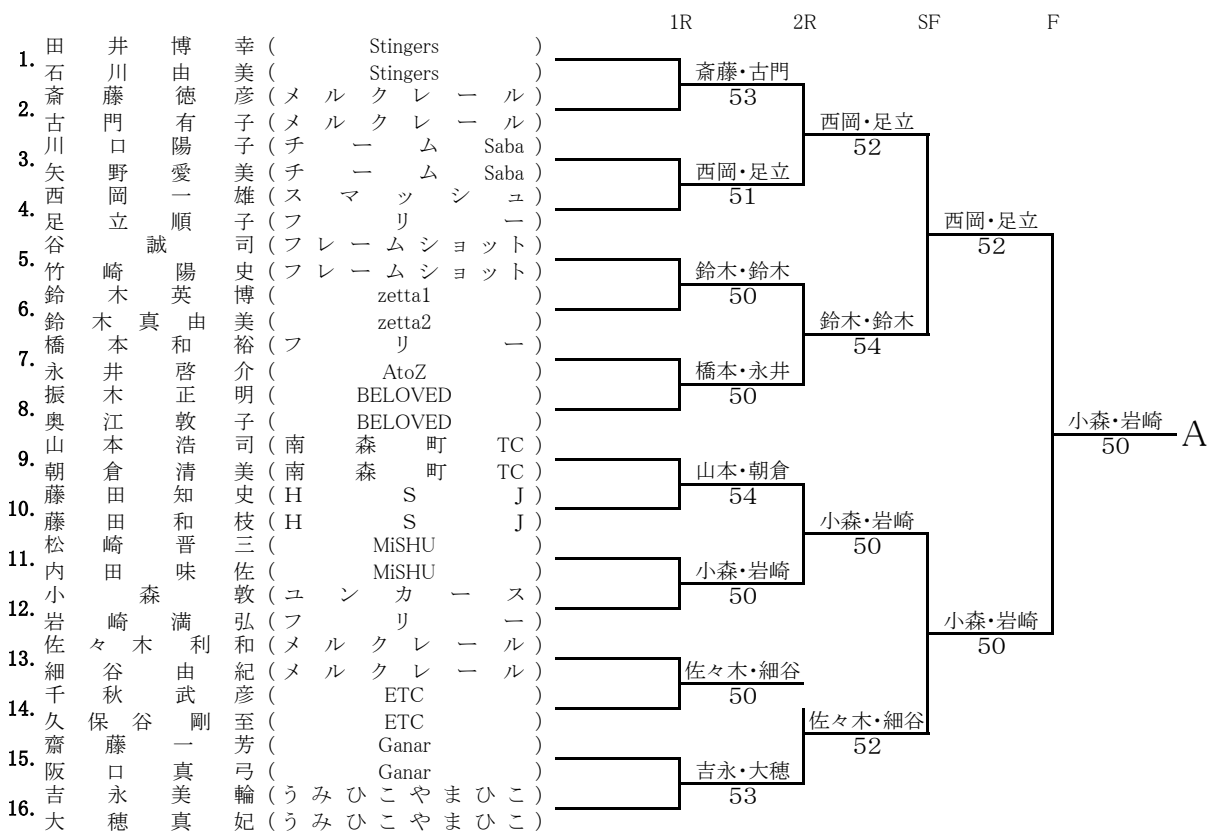 1R 2R SF F
1. 田井博幸(Stingers)
石川由美(Stingers)
2. 斎藤徳彦(メルクレール)
古門有子(メルクレール)
3. 川口陽子(チームSaba)
矢野愛美(チームSaba)
4. 西岡一雄(スマッシュ)
足立順子(フリー)
5. 谷誠司(フレームショット)
竹崎陽史(フレームショット)
6. 鈴木英博(zetta1)
鈴木真由美(zetta2)
7. 橋本和裕(フリー)
永井啓介(AtoZ)
8. 振木正明(BELOVED)
奥江敦子(BELOVED)
9. 山本浩司(南森町TC)
朝倉清美(南森町TC)
10. 藤田知史(HSJ)
藤田和枝(HSJ)
11. 松崎晋三(MiSHU)
内田味佐(MiSHU)
12. 小森敦(ユンカース)
岩崎満弘(フリー)
13. 佐々木利和(メルクレール)
細谷由紀(メルクレール)
14. 千秋武彦(ETC)
久保谷剛至(ETC)
15. 齋藤一芳(Ganar)
阪口真弓(Ganar)
16. 吉永美輪(うみひこやまひこ)
大穂真妃(うみひこやまひこ)
斎藤・古門
53
西岡・足立
51
鈴木・鈴木
50
橋本・永井
50
山本・朝倉
54
小森・岩崎
50
佐々木・細谷
50
吉永・大穂
53
西岡・足立
52
鈴木・鈴木
54
小森・岩崎
50
佐々木・細谷
52
西岡・足立
52
小森・岩崎
50
小森・岩崎
50
A